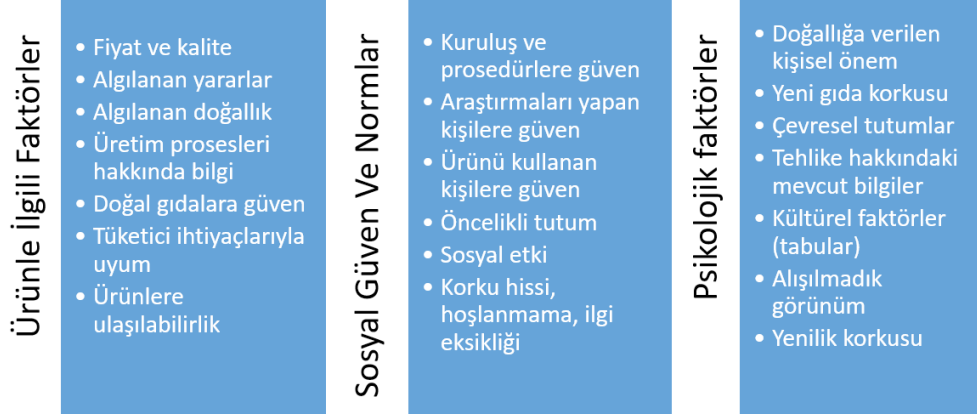 Ürünle İlgili Faktörler
• Fiyat ve kalite
• Algılanan yararlar
• Algılanan doğallık
• Üretim prosesleri
hakkında bilgi
• Doğal gıdalara güven
• Tüketici ihtiyaçlarıyla
uyum
• Ürünlere
ulaşılabilirlik
Sosyal Güven Ve Normlar
• Kuruluş ve
prosedürlere güven
• Araştırmaları yapan
kişilere güven
• Ürünü kullanan
kişilere güven
• Öncelikli tutum
• Sosyal etki
• Korku hissi,
hoşlanmama, ilgi
eksikliği
Psikolojik faktörler
• Doğallığa verilen
kişisel önem
• Yeni gıda korkusu
• Çevresel tutumlar
• Tehlike hakkındaki
mevcut bilgiler
• Kültürel faktörler
(tabular)
• Alışılmadık
görünüm
• Yenilik korkusu